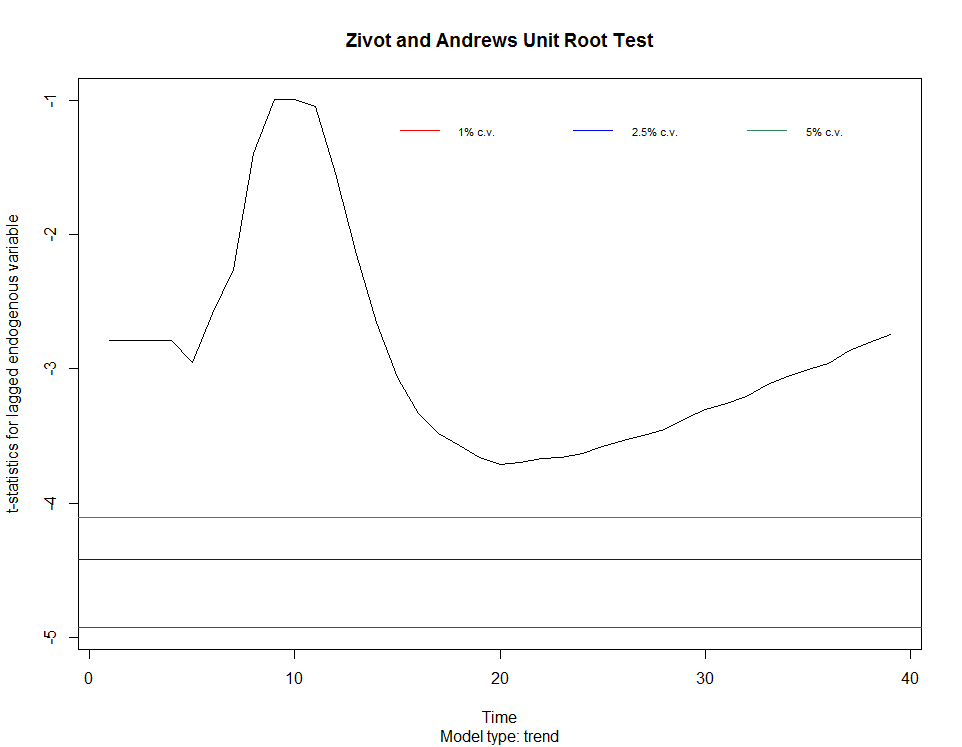 Zivot and Andrews Unit Root Test
1% c.v. 2.5% c.v. 5% c.v.
t-statistics for lagged endogenous variable
-1
-2
-3
-4
-5
0 10 20 30 40
Time
Model type: trend